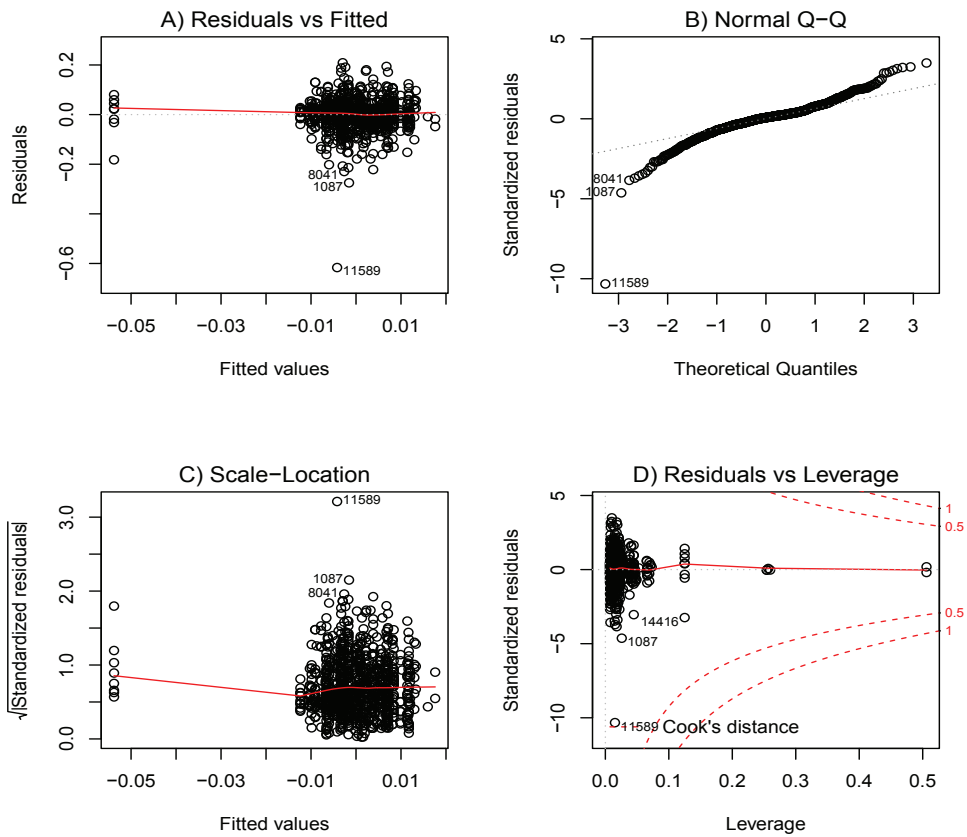 A) Residuals vs Fitted
Residuals
0.2
0.0
−0.2
−0.6
8041
1087
11589
−0.05 −0.03 −0.01 0.01
Fitted values
B) Normal Q−Q
Standardized residuals
5
0
−5
−10
8041
1087
11589
−3 −2 −1 0 1 2 3
Theoretical Quantiles
C) Scale−Location
√|Standardized residuals|
3.0
2.0
1.0
0.0
11589
1087
8041
−0.05 −0.03 −0.01 0.01
Fitted values
D) Residuals vs Leverage
Standardized residuals
5
0
−5
−10
1
0.5
0.5
1
14416
1087
11589
Cook's distance
0.0 0.1 0.2 0.3 0.4 0.5
Leverage